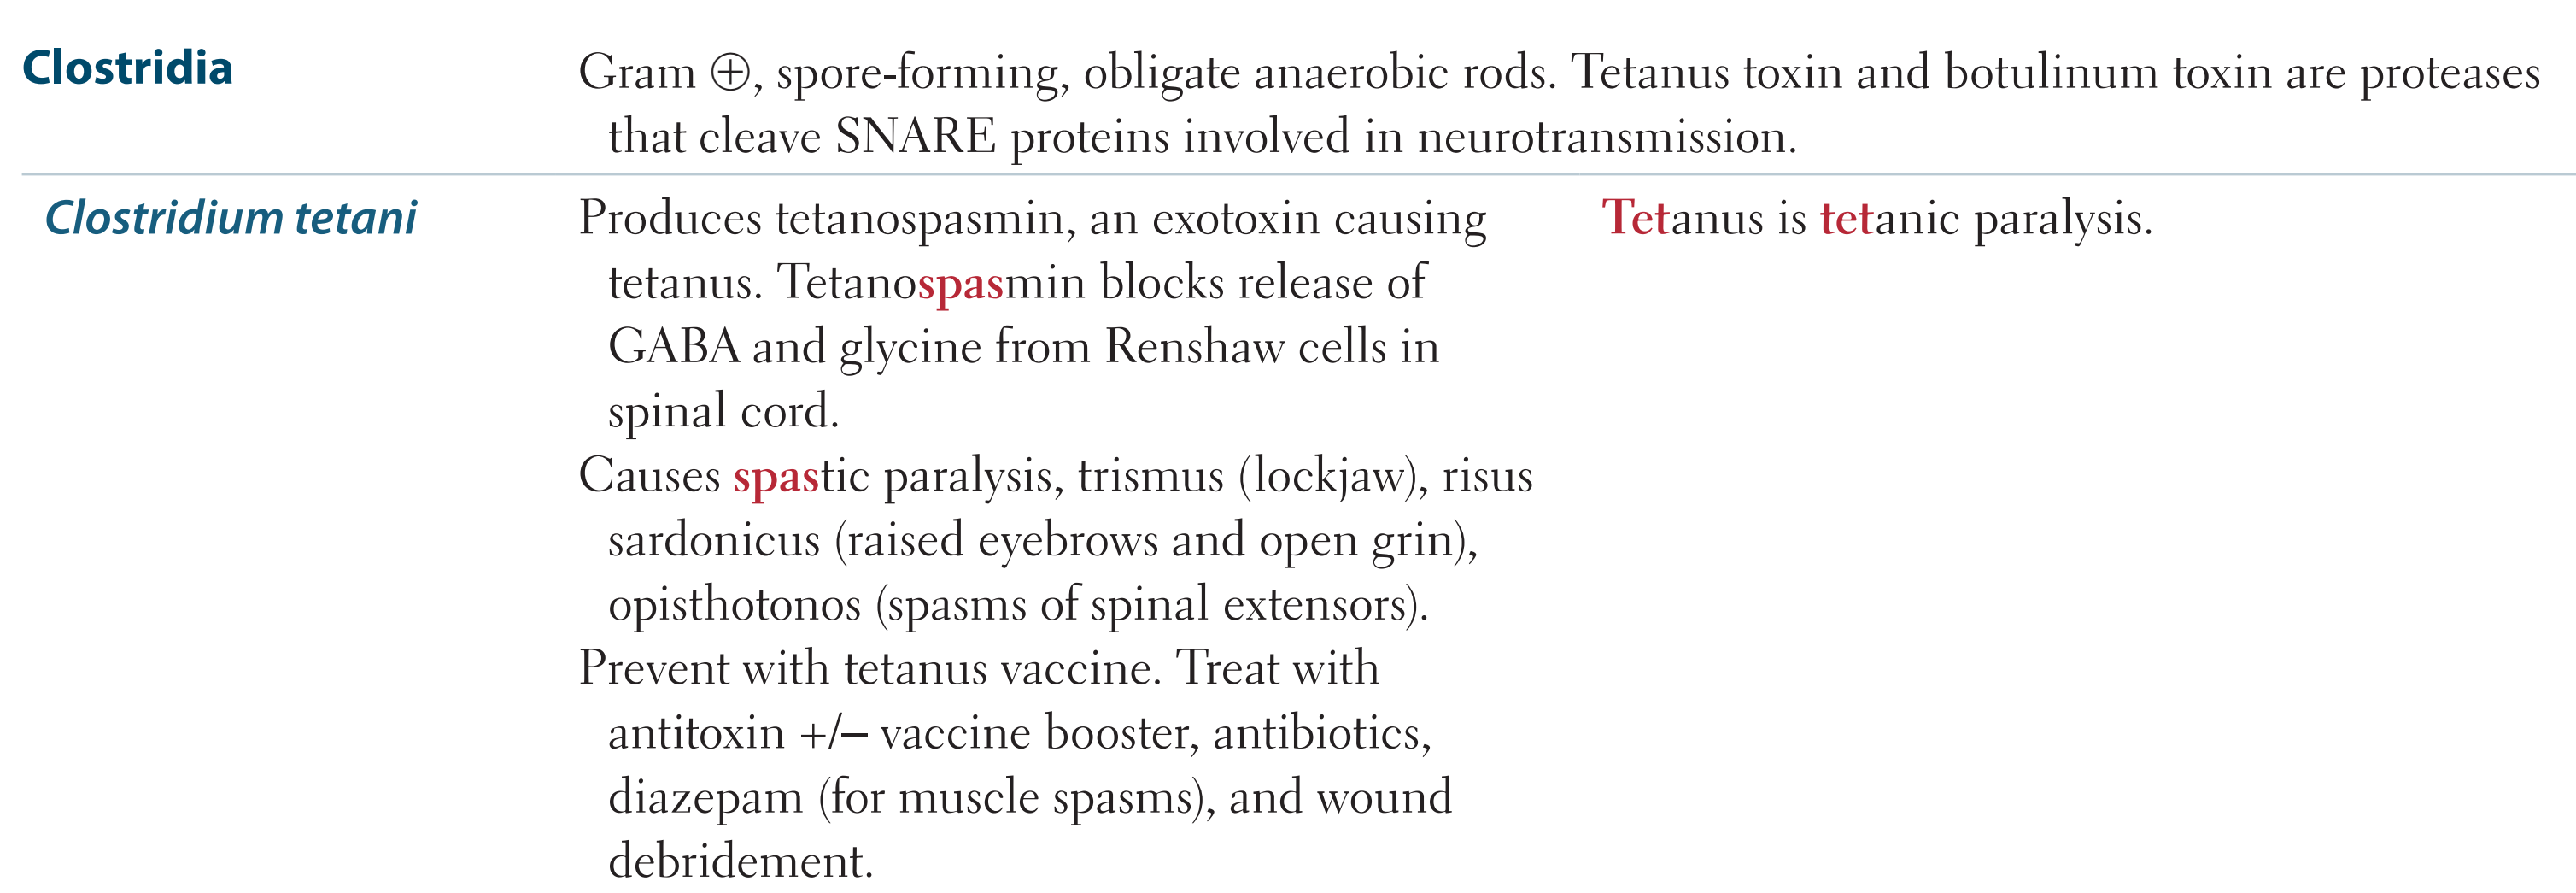 Clostridia
Gram ⊕, spore-forming, obligate anaerobic rods. Tetanus toxin and botulinum toxin are proteases
that cleave SNARE proteins involved in neurotransmission.
Clostridium tetani
Produces tetanospasmin, an exotoxin causing
tetanus. Tetanospasmin blocks release of
GABA and glycine from Renshaw cells in
spinal cord.
Causes spastic paralysis, trismus (lockjaw), risus
sardonicus (raised eyebrows and open grin),
opisthotonos (spasms of spinal extensors).
Prevent with tetanus vaccine. Treat with
antitoxin +/− vaccine booster, antibiotics,
diazepam (for muscle spasms), and wound
debridement.
Tetanus is tetanic paralysis.